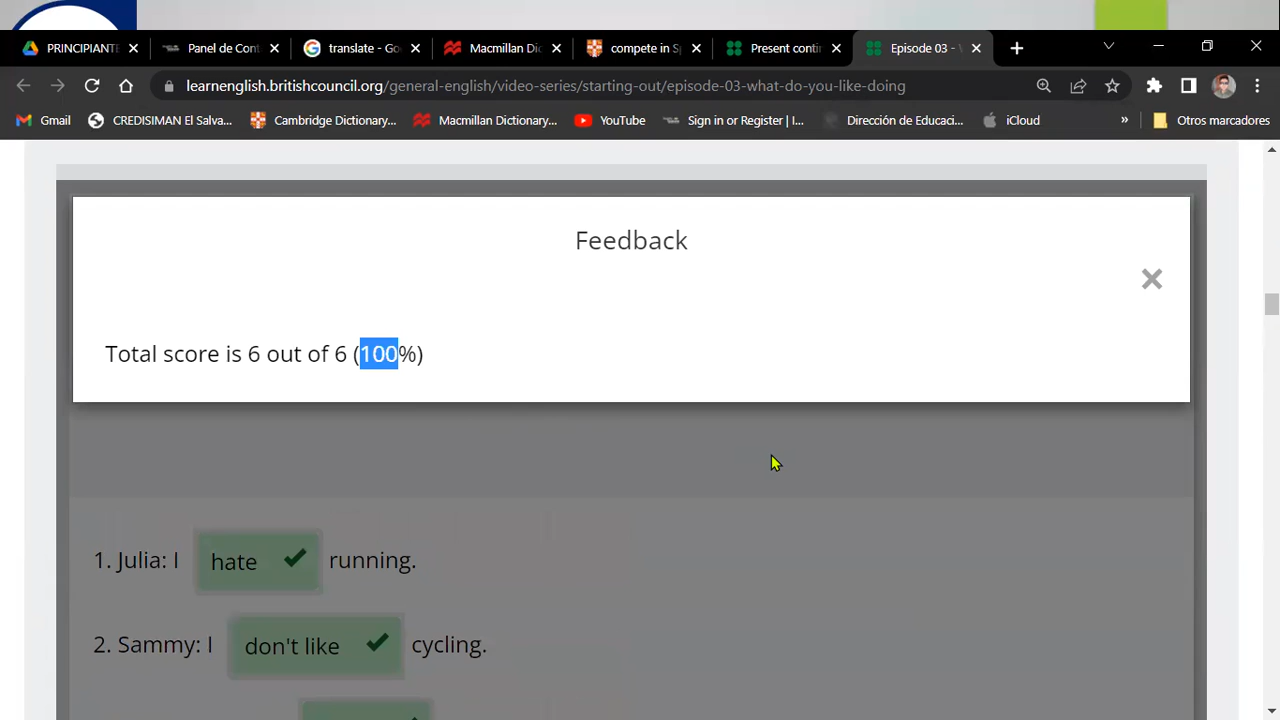 PRINCIPIANTE
Panel de Cont
translate - Goo
Macmillan Dic
compete in Sp
Present contin
Episode 03 - W
learnenglish.britishcouncil.org/general-english/video-series/starting-out/episode-03-what-do-you-like-doing
Gmail
CREDISIMAN El Salva...
Cambridge Dictionary...
Macmillan Dictionary...
YouTube
Sign in or Register | I...
Dirección de Educaci...
iCloud
»
Otros marcadores
Feedback
Total score is 6 out of 6 (100%)
1. Julia: I hate running.
2. Sammy: I don't like cycling.